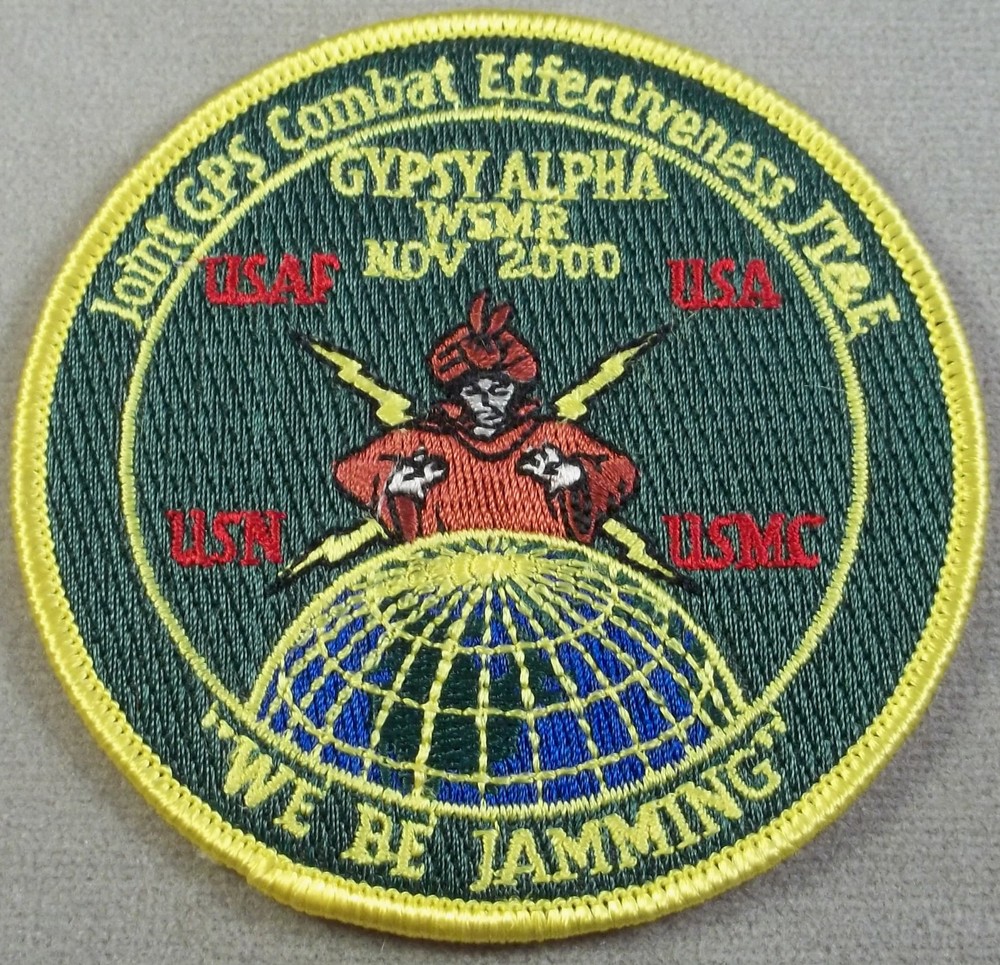 Joint GPS Combat Effectiveness JT&E
GYPSY ALPHA
WSMR
NOV 2000
USAF USA
USN USMC
"WE BE JAMMING"